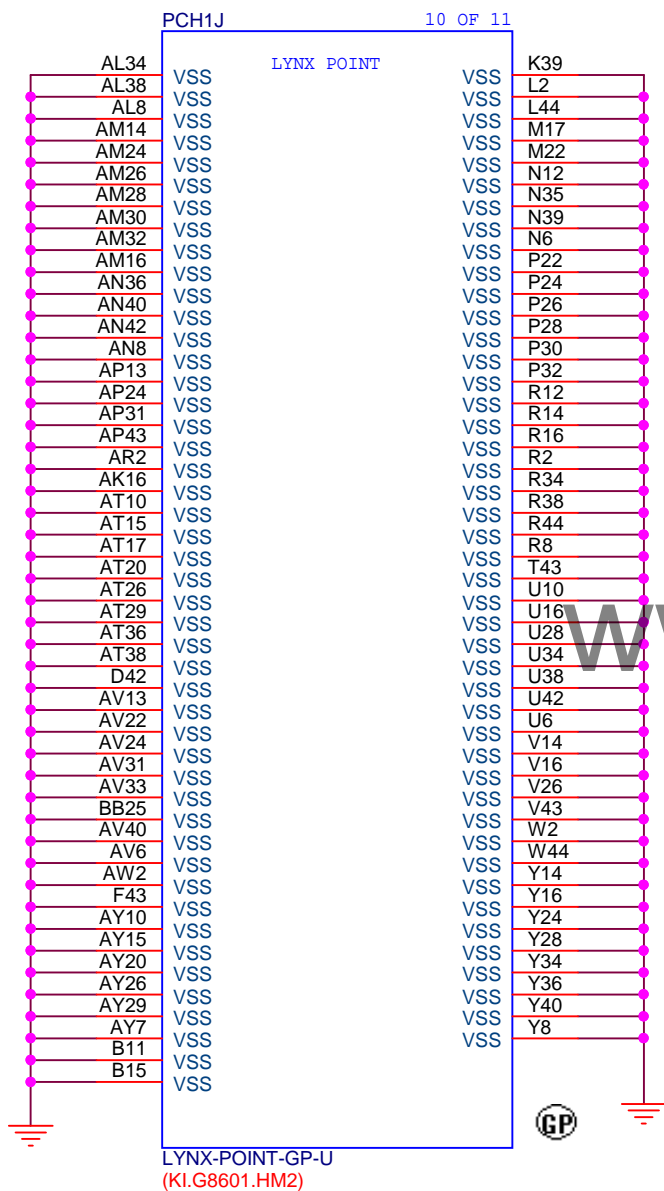 PCH1J 10 OF 11
LYNX POINT
AL34 VSS VSS K39
AL38 VSS VSS L2
AL8 VSS VSS L44
AM14 VSS VSS M17
AM24 VSS VSS M22
AM26 VSS VSS N12
AM28 VSS VSS N35
AM30 VSS VSS N39
AM32 VSS VSS N6
AM16 VSS VSS P22
AN36 VSS VSS P24
AN40 VSS VSS P26
AN42 VSS VSS P28
AN8 VSS VSS P30
AP13 VSS VSS P32
AP24 VSS VSS R12
AP31 VSS VSS R14
AP43 VSS VSS R16
AR2 VSS VSS R2
AK16 VSS VSS R34
AT10 VSS VSS R38
AT15 VSS VSS R44
AT17 VSS VSS R8
AT20 VSS VSS T43
AT26 VSS VSS U10
AT29 VSS VSS U16
AT36 VSS VSS U28
AT38 VSS VSS U34
D42 VSS VSS U38
AV13 VSS VSS U42
AV22 VSS VSS U6
AV24 VSS VSS V14
AV31 VSS VSS V16
AV33 VSS VSS V26
BB25 VSS VSS V43
AV40 VSS VSS W2
AV6 VSS VSS W44
AW2 VSS VSS Y14
F43 VSS VSS Y16
AY10 VSS VSS Y24
AY15 VSS VSS Y28
AY20 VSS VSS Y34
AY26 VSS VSS Y36
AY29 VSS VSS Y40
AY7 VSS VSS Y8
B11 VSS
B15 VSS
GP
LYNX-POINT-GP-U
(KI.G8601.HM2)